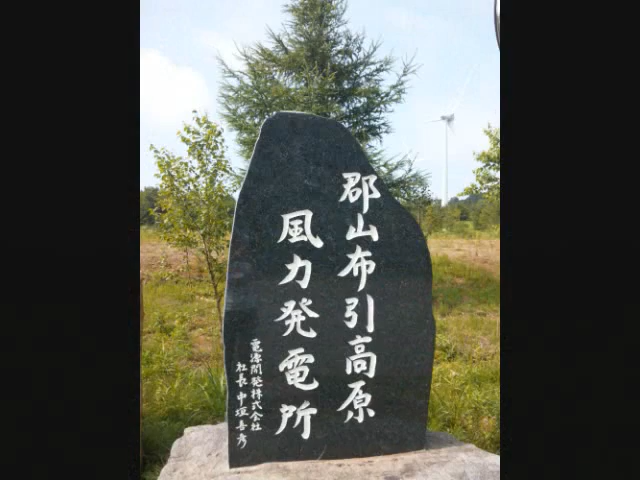 郡山布引高原
風力発電所
電源開発株式会社
社長 中垣喜彦